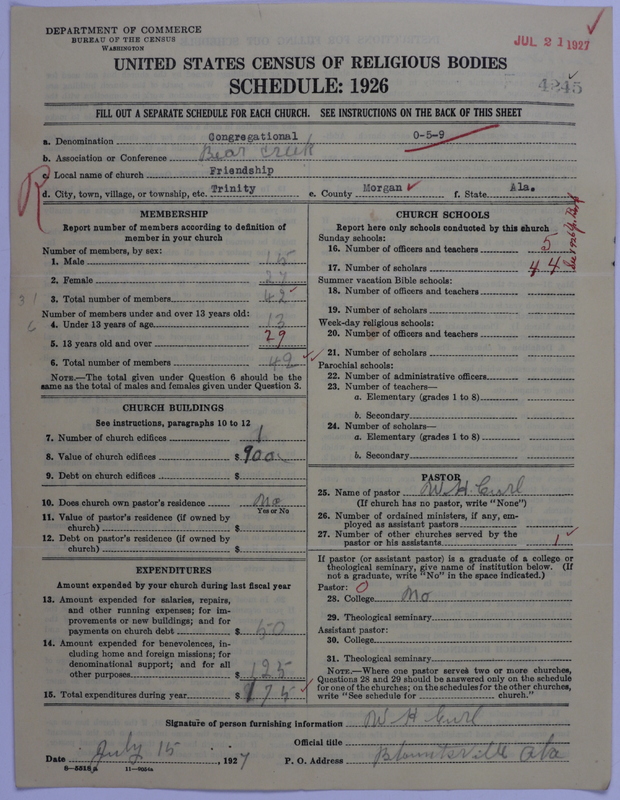 DEPARTMENT OF COMMERCE
BUREAU OF THE CENSUS
WASHINGTON
JUL 21 1927
UNITED STATES CENSUS OF RELIGIOUS BODIES
SCHEDULE: 1926
4245
FILL OUT A SEPARATE SCHEDULE FOR EACH CHURCH. SEE INSTRUCTIONS ON THE BACK OF THIS SHEET
a. Denomination Congregational 0-5-9
b. Association or Conference Bear Creek
c. Local name of church Friendship
d. City, town, village, or township, etc. Trinity e. County Morgan f. State Ala.
R
MEMBERSHIP
Report number of members according to definition of
member in your church
Number of members, by sex:
1. Male 15
2. Female 27
31 3. Total number of members 42
Number of members under and over 13 years old:
6 4. Under 13 years of age 13
5. 13 years old and over 29
6. Total number of members 42
NOTE.—The total given under Question 6 should be the
same as the total of males and females given under Question 3.
CHURCH BUILDINGS
See instructions, paragraphs 10 to 12
7. Number of church edifices 1
8. Value of church edifices $ 900
9. Debt on church edifices $
10. Does church own pastor's residence No
Yes or No
11. Value of pastor's residence (if owned by
church) $
12. Debt on pastor's residence (if owned by
church) $
EXPENDITURES
Amount expended by your church during last fiscal year
13. Amount expended for salaries, repairs,
and other running expenses; for im-
provements or new buildings; and for
payments on church debt $ 50
14. Amount expended for benevolences, in-
cluding home and foreign missions; for
denominational support; and for all
other purposes $ 125
15. Total expenditures during year $ 175
CHURCH SCHOOLS
Report here only schools conducted by this church
Sunday schools:
16. Number of officers and teachers 5
17. Number of scholars 44
Summer vacation Bible schools:
18. Number of officers and teachers
19. Number of scholars
Week-day religious schools:
20. Number of officers and teachers
21. Number of scholars
Parochial schools:
22. Number of administrative officers
23. Number of teachers—
a. Elementary (grades 1 to 8)
b. Secondary
24. Number of scholars—
a. Elementary (grades 1 to 8)
b. Secondary
PASTOR
25. Name of pastor W. H. Curl
(If church has no pastor, write "None")
26. Number of ordained ministers, if any, em-
ployed as assistant pastors
27. Number of other churches served by the
pastor or his assistants 1
If pastor (or assistant pastor) is a graduate of a college or
theological seminary, give name of institution below. (If
not a graduate, write "No" in the space indicated.)
Pastor: 0
28. College No
29. Theological seminary
Assistant pastor:
30. College
31. Theological seminary
NOTE.—Where one pastor serves two or more churches,
Questions 28 and 29 should be answered only on the schedule
for one of the churches; on the schedules for the other churches,
write "See schedule for church."
Signature of person furnishing information W H Curl
Official title
Date July 15, 1927 P. O. Address Blountsville Ala
8—5518a 11—9054a